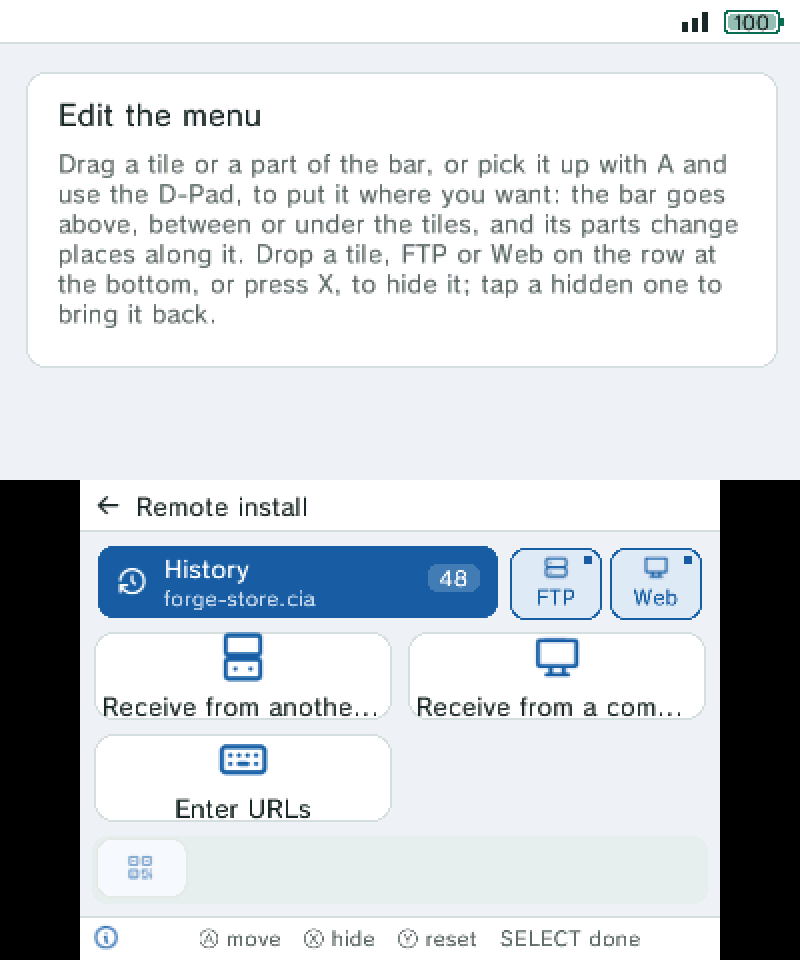 100
Edit the menu
Drag a tile or a part of the bar, or pick it up with A and
use the D-Pad, to put it where you want: the bar goes
above, between or under the tiles, and its parts change
places along it. Drop a tile, FTP or Web on the row at
the bottom, or press X, to hide it; tap a hidden one to
bring it back.
Remote install
History
forge-store.cia
48
FTP
Web
Receive from anothe...
Receive from a com...
Enter URLs
Ⓐ move Ⓧ hide Ⓨ reset SELECT done